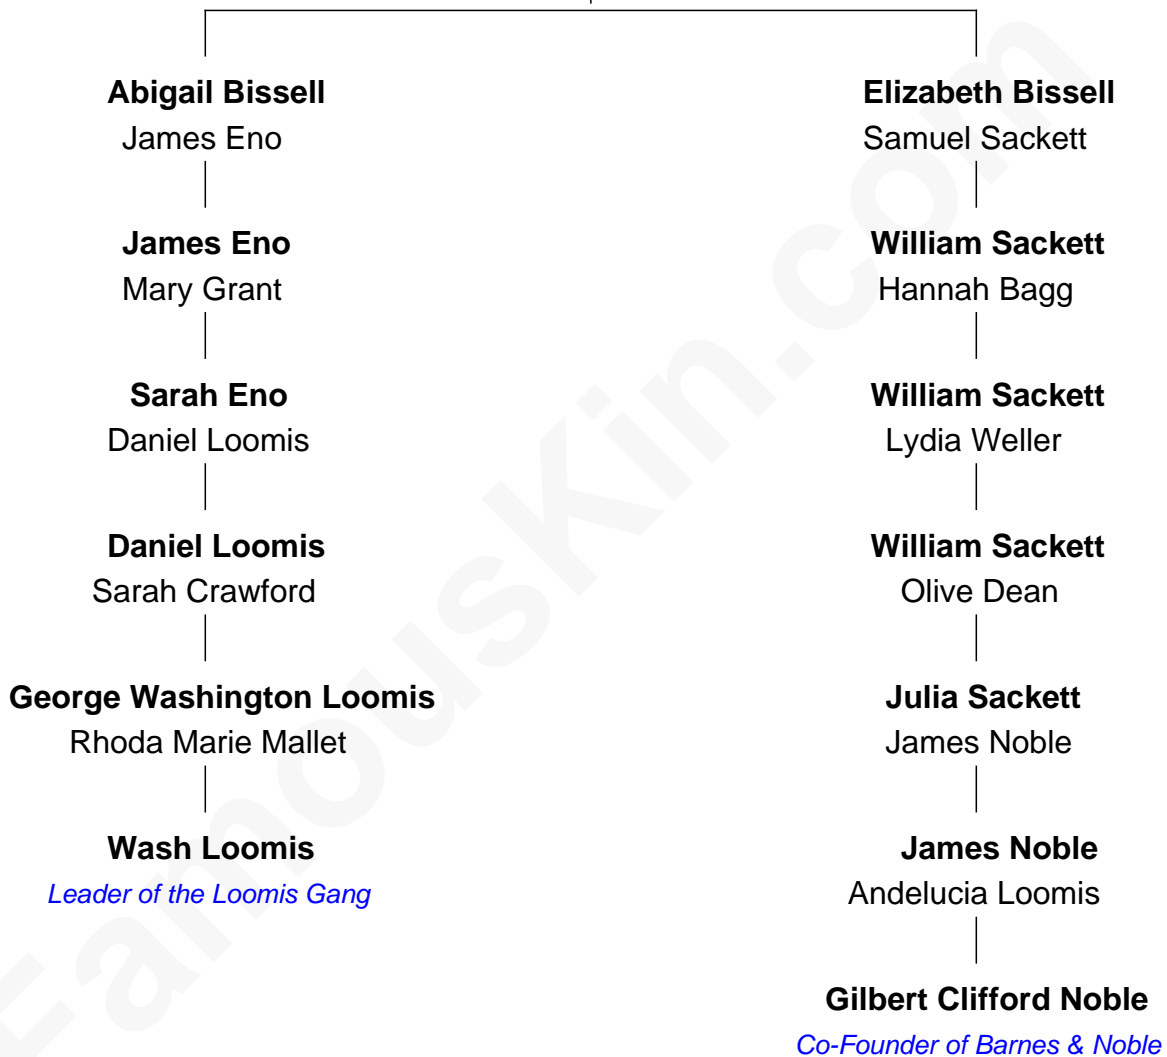 Abigail Bissell
James Eno
James Eno
Mary Grant
Sarah Eno
Daniel Loomis
Daniel Loomis
Sarah Crawford
George Washington Loomis
Rhoda Marie Mallet
Wash Loomis
Leader of the Loomis Gang
Elizabeth Bissell
Samuel Sackett
William Sackett
Hannah Bagg
William Sackett
Lydia Weller
William Sackett
Olive Dean
Julia Sackett
James Noble
James Noble
Andelucia Loomis
Gilbert Clifford Noble
Co-Founder of Barnes & Noble
FamousKin.com